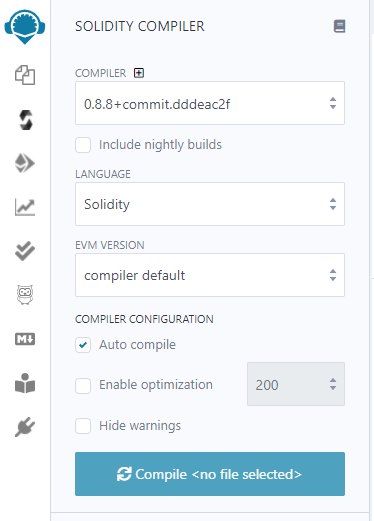 SOLIDITY COMPILER
COMPILER
0.8.8+commit.dddeac2f
Include nightly builds
LANGUAGE
Solidity
EVM VERSION
compiler default
COMPILER CONFIGURATION
Auto compile
Enable optimization 200
Hide warnings
Compile <no file selected>